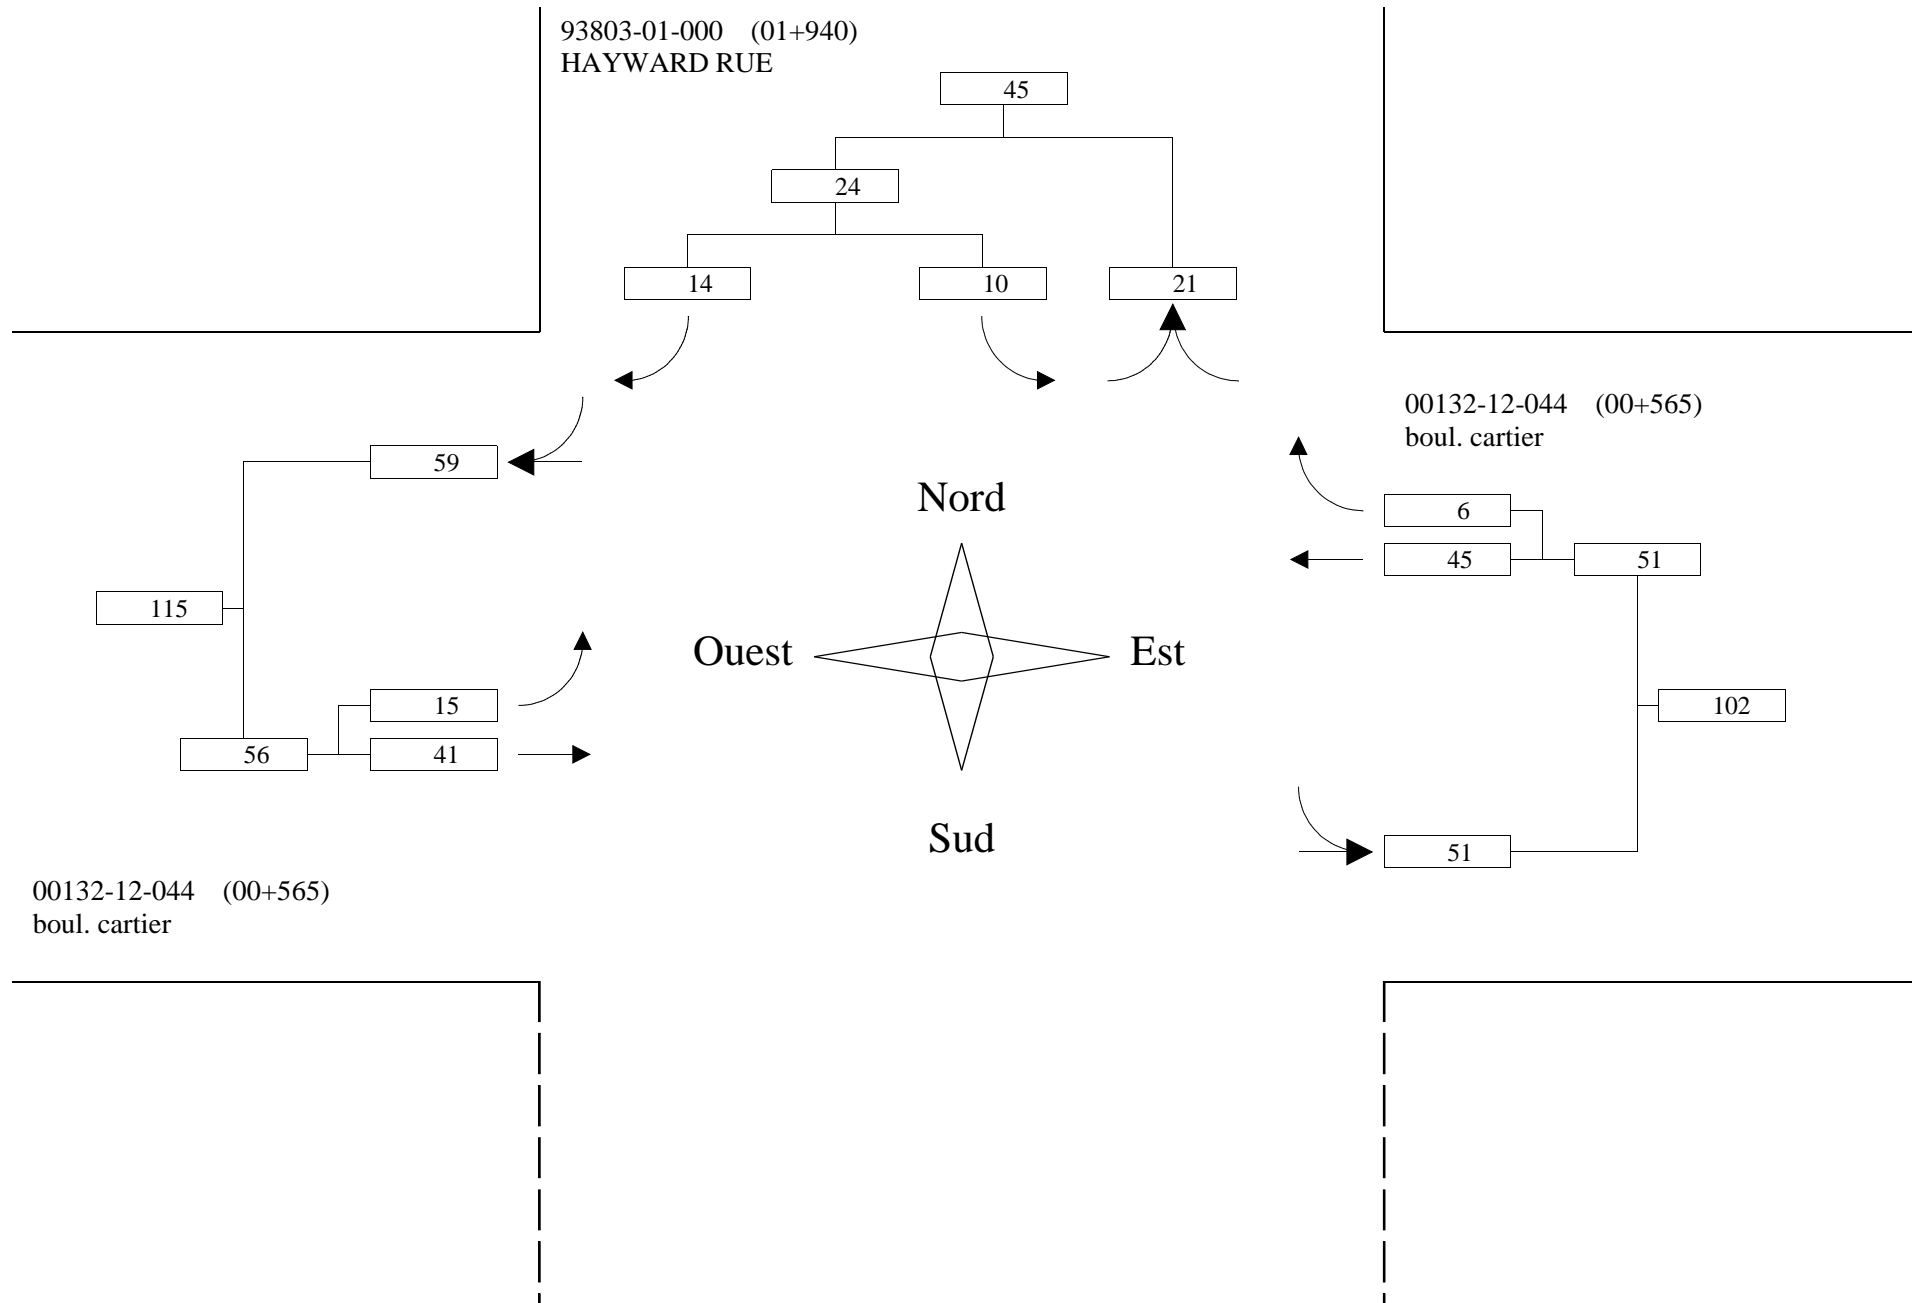 93803-01-000 (01+940)
HAYWARD RUE
45
24
14 10 21
00132-12-044 (00+565)
boul. cartier
59
Nord
6
45 51
115
Ouest Est
15
102
56 41
Sud
51
00132-12-044 (00+565)
boul. cartier